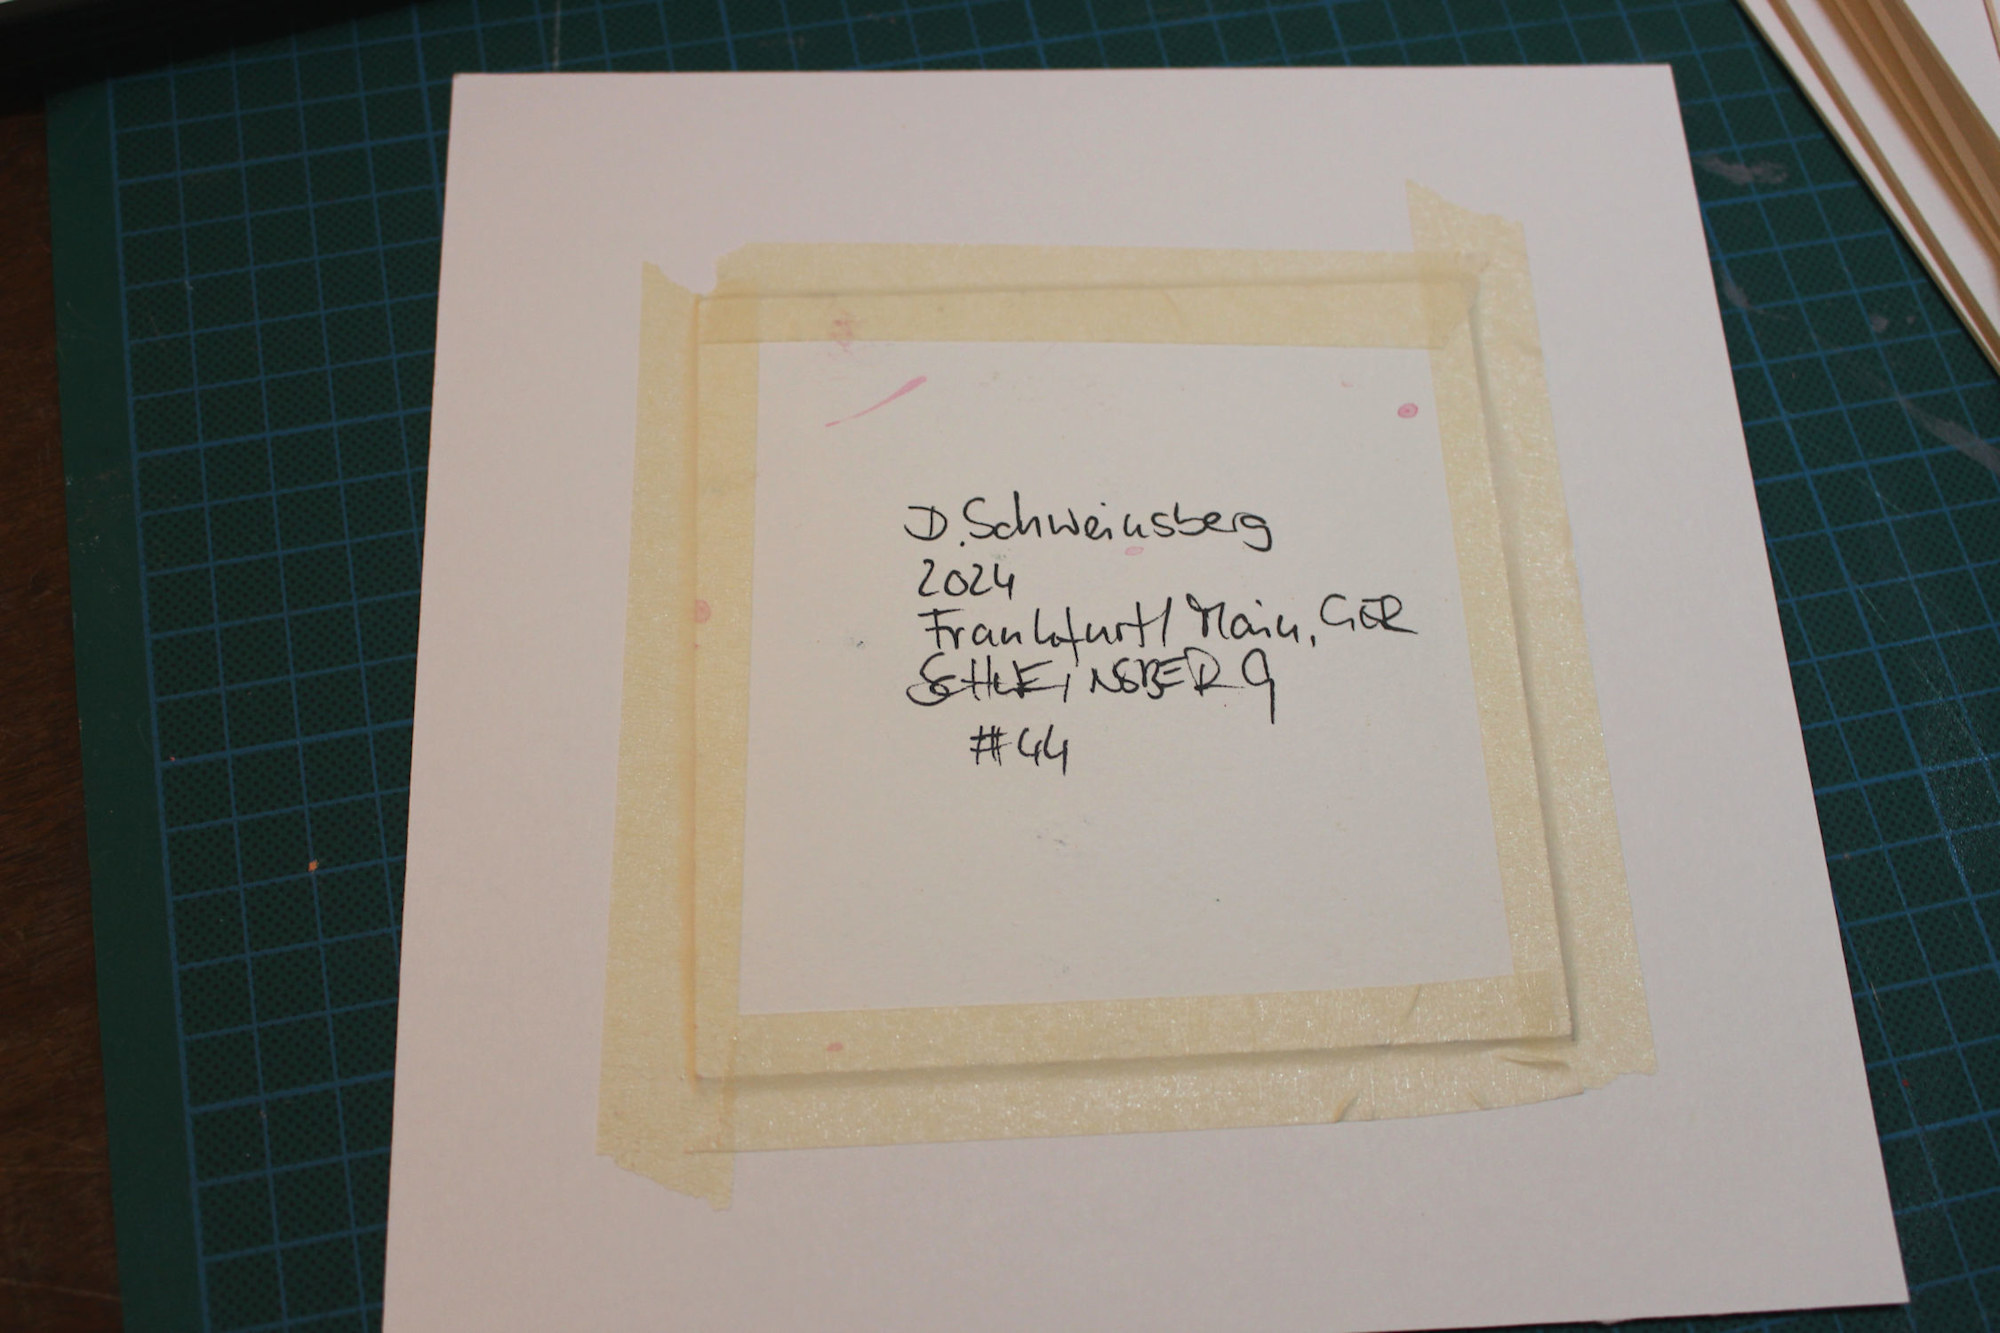 D. Schweinsberg
2024
Frankfurt/Main, GER
SCHWEINSBERG
#44